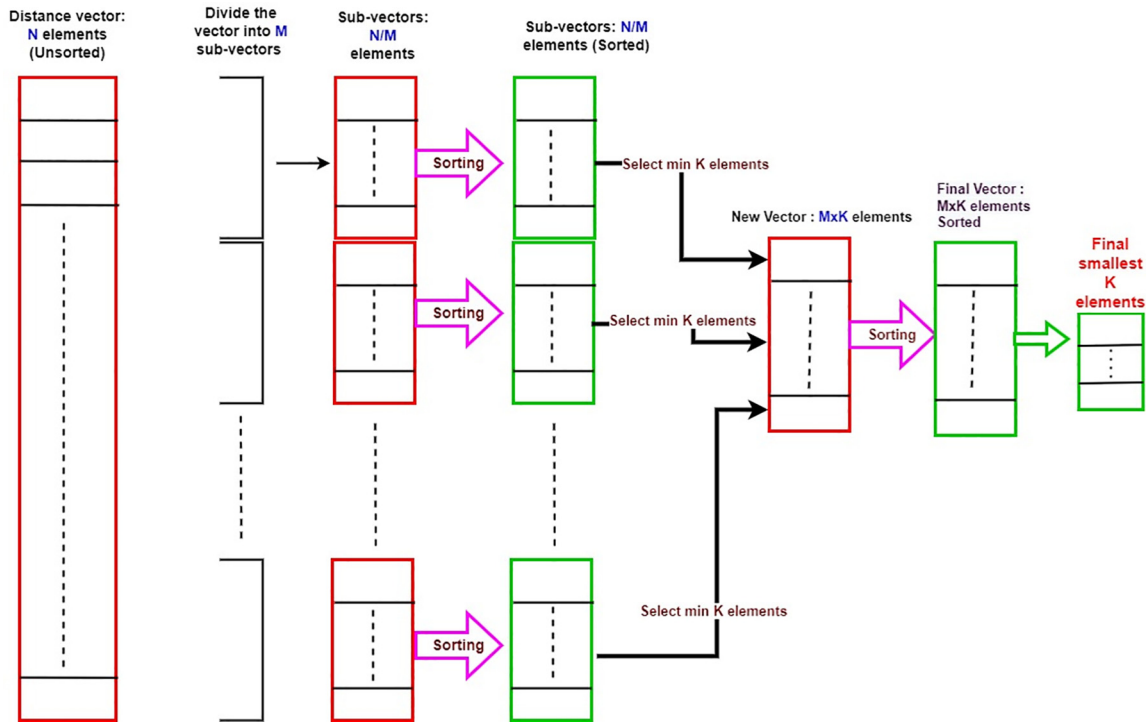 Distance vector:
N elements
(Unsorted)
Divide the
vector into M
sub-vectors
Sub-vectors:
N/M
elements
Sub-vectors: N/M
elements (Sorted)
Sorting
Select min K elements
Sorting
Select min K elements
Sorting
Select min K elements
New Vector : MxK elements
Sorting
Final Vector :
MxK elements
Sorted
Final
smallest
K
elements